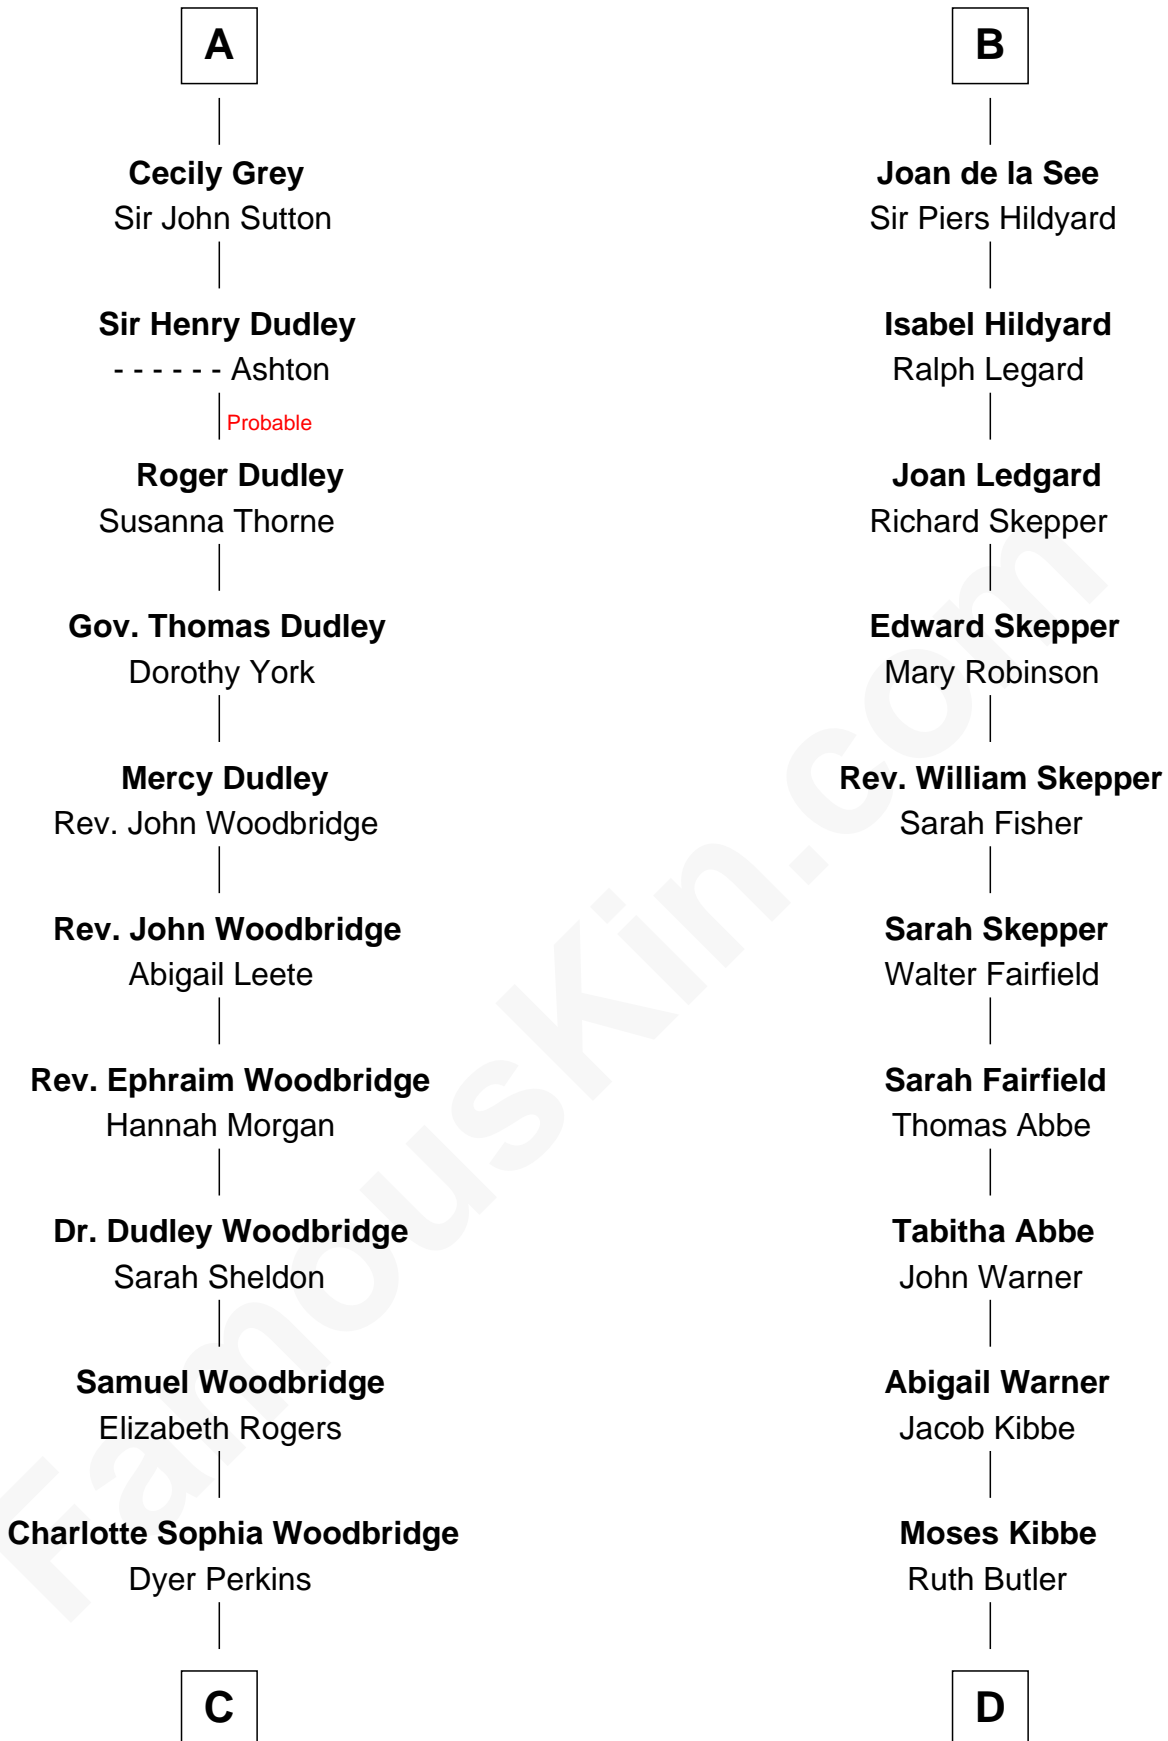 A
Cecily Grey
Sir John Sutton
Sir Henry Dudley
- - - - - - Ashton
Probable
Roger Dudley
Susanna Thorne
Gov. Thomas Dudley
Dorothy York
Mercy Dudley
Rev. John Woodbridge
Rev. John Woodbridge
Abigail Leete
Rev. Ephraim Woodbridge
Hannah Morgan
Dr. Dudley Woodbridge
Sarah Sheldon
Samuel Woodbridge
Elizabeth Rogers
Charlotte Sophia Woodbridge
Dyer Perkins
C
B
Joan de la See
Sir Piers Hildyard
Isabel Hildyard
Ralph Legard
Joan Ledgard
Richard Skepper
Edward Skepper
Mary Robinson
Rev. William Skepper
Sarah Fisher
Sarah Skepper
Walter Fairfield
Sarah Fairfield
Thomas Abbe
Tabitha Abbe
John Warner
Abigail Warner
Jacob Kibbe
Moses Kibbe
Ruth Butler
D
FamousKin.com